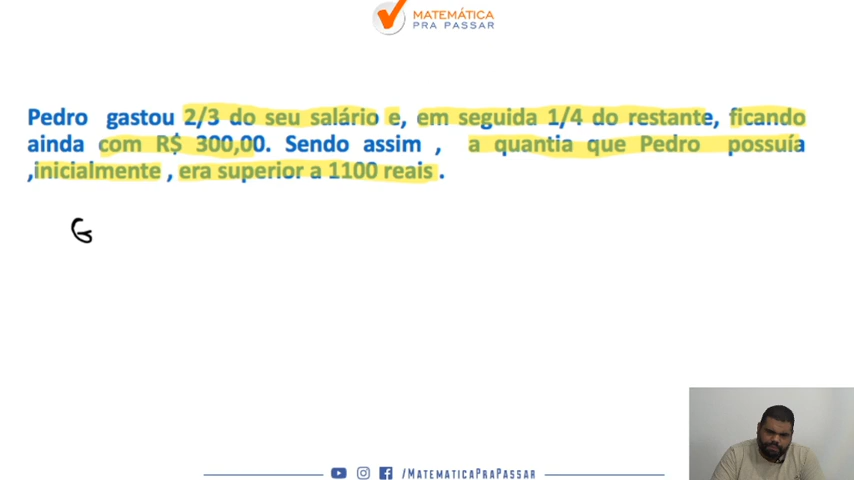 MATEMÁTICA
PRA PASSAR
Pedro gastou 2/3 do seu salário e, em seguida 1/4 do restante, ficando
ainda com R$ 300,00. Sendo assim , a quantia que Pedro possuía
,inicialmente , era superior a 1100 reais .
G
/MATEMATICAPRAPASSAR